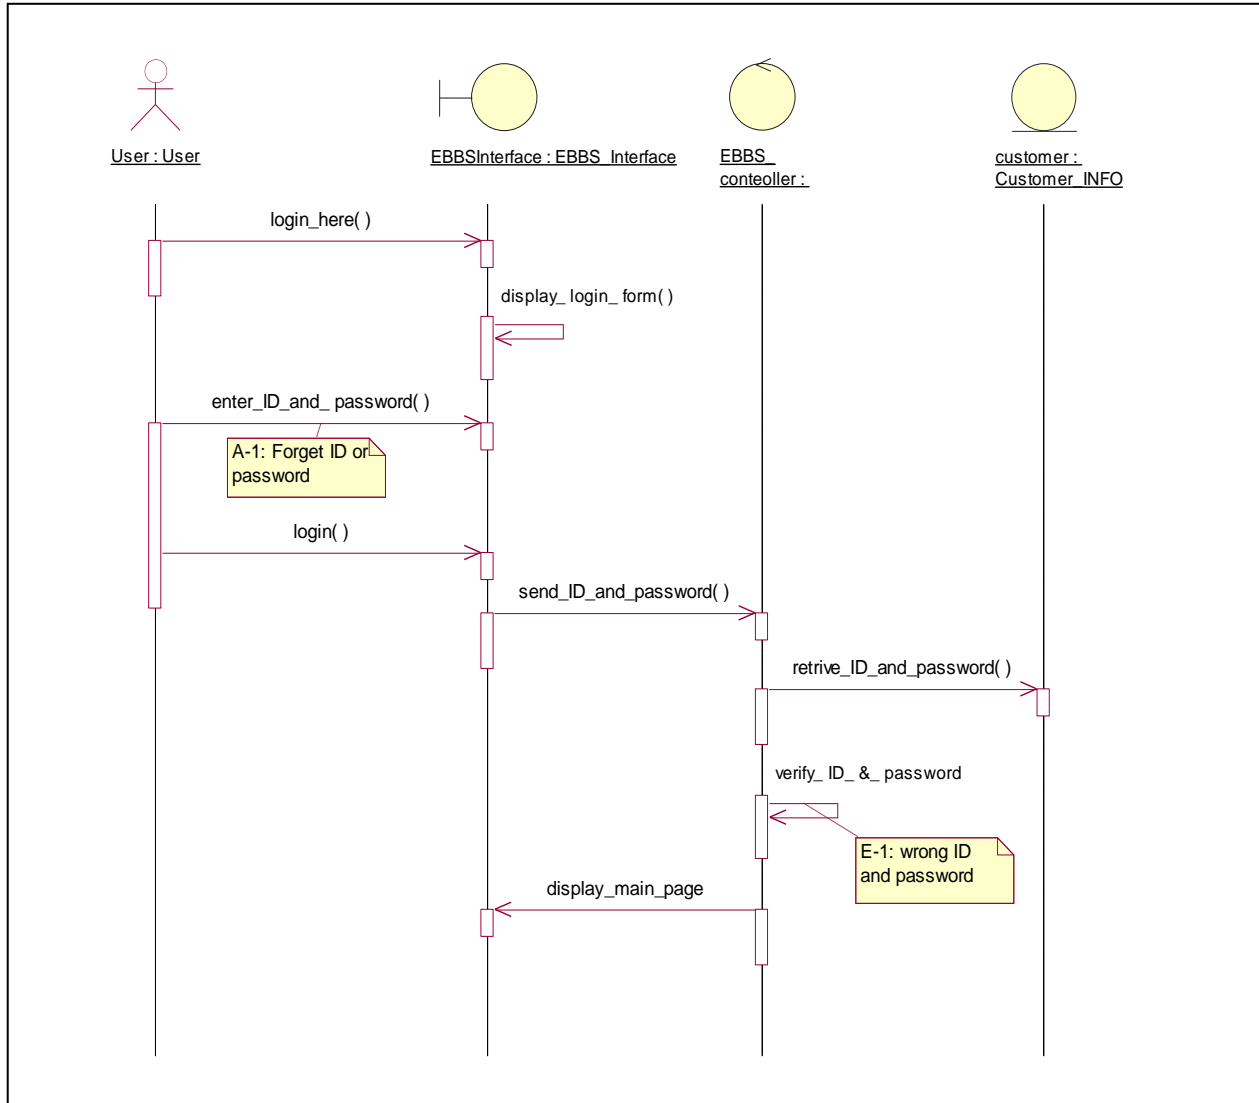 User : User
EBBSInterface : EBBS_Interface
EBBS_
conteoller :
customer :
Customer_INFO
login_here( )
display_ login_ form( )
enter_ID_and_ password( )
A-1: Forget ID or
password
login( )
send_ID_and_password( )
retrive_ID_and_password( )
verify_ ID_ &_ password
E-1: wrong ID
and password
display_main_page